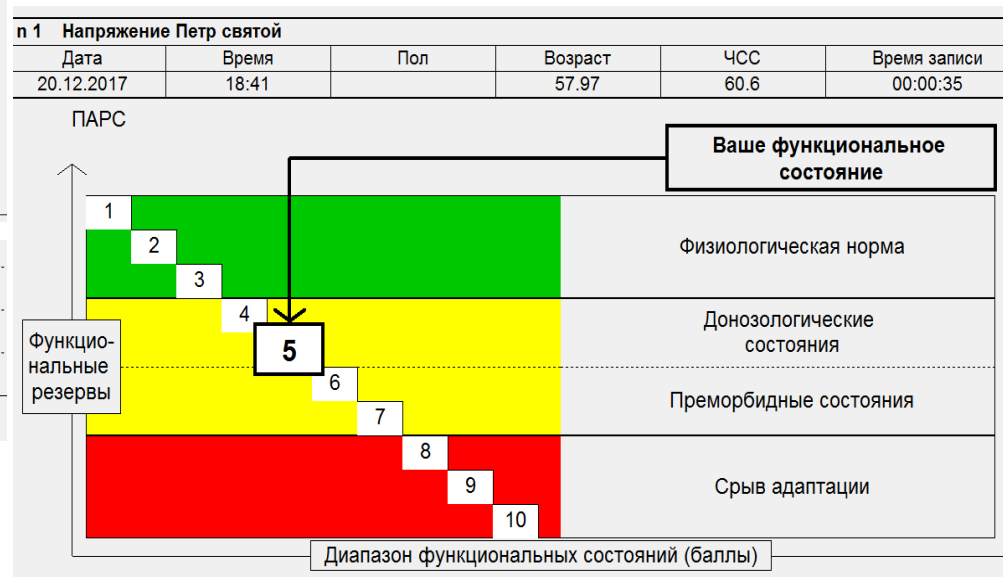 n 1 Напряжение Петр святой
Дата Время Пол Возраст ЧСС Время записи
20.12.2017 18:41 57.97 60.6 00:00:35
ПАРС
Ваше функциональное
состояние
1
2
3
Физиологическая норма
4
5
Донозологические
состояния
Функцио-
нальные
резервы
6
7
Преморбидные состояния
8
9
10
Срыв адаптации
Диапазон функциональных состояний (баллы)